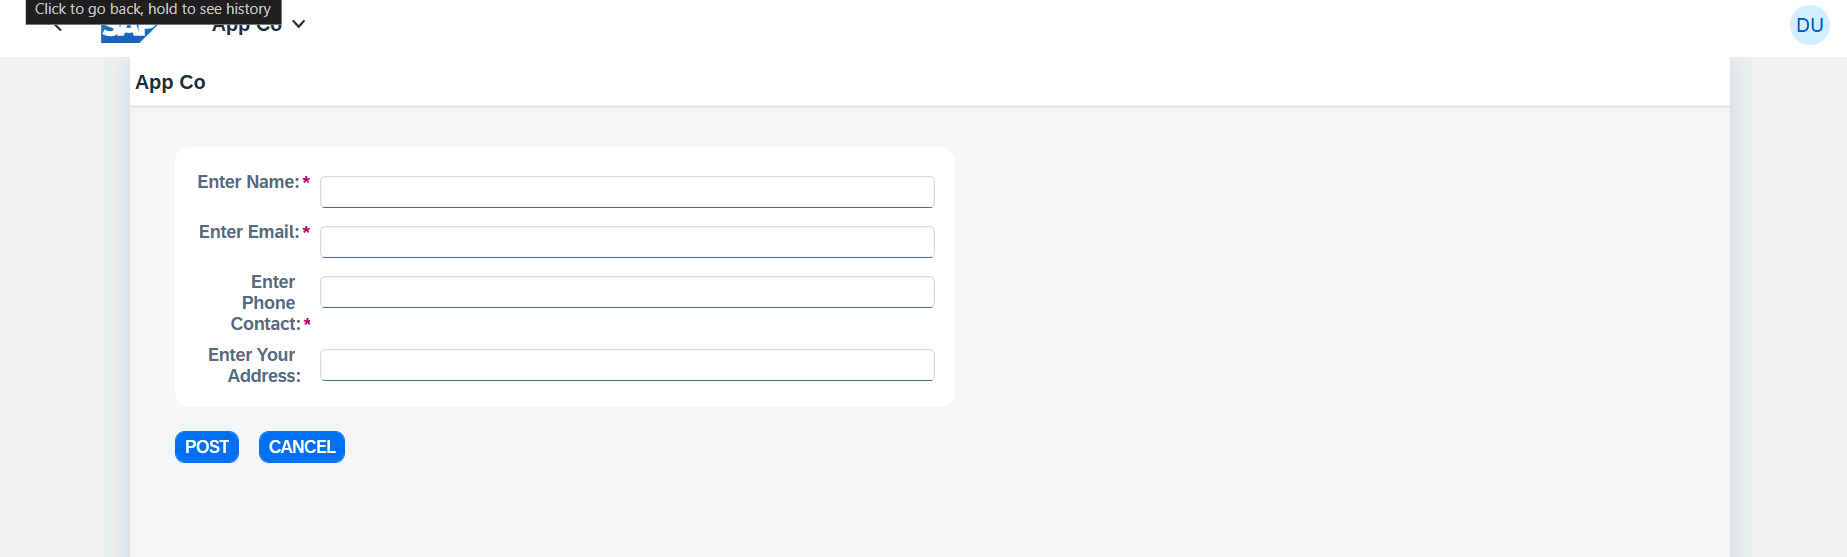 Click to go back, hold to see history
SAP
App Co
DU
App Co
Enter Name:*
Enter Email:*
Enter
Phone
Contact:*
Enter Your
Address:
POST
CANCEL